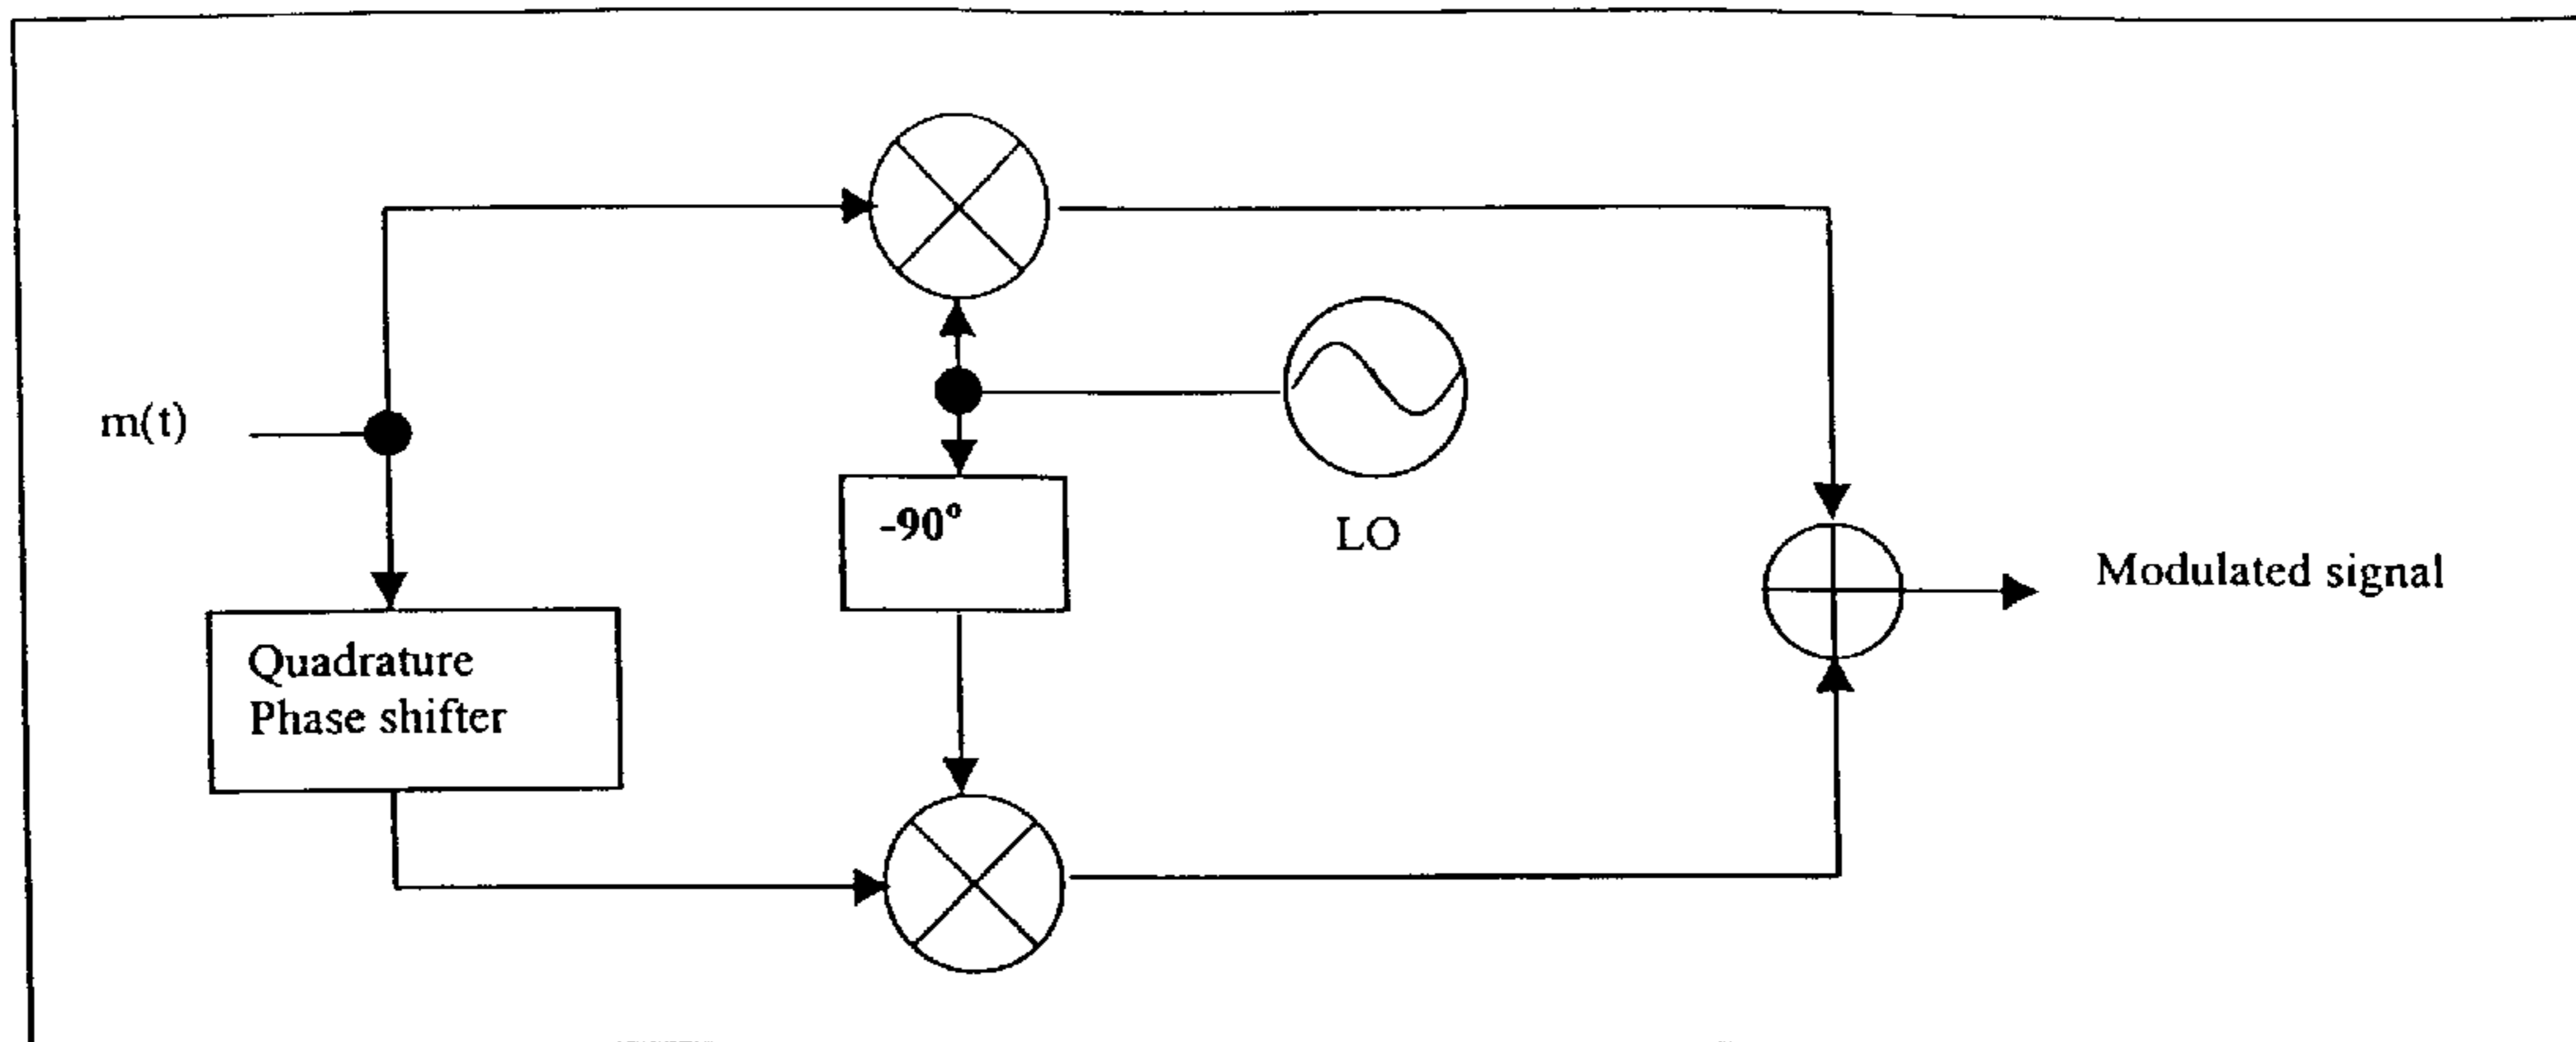 m(t)
-90°
LO
Modulated signal
Quadrature
Phase shifter